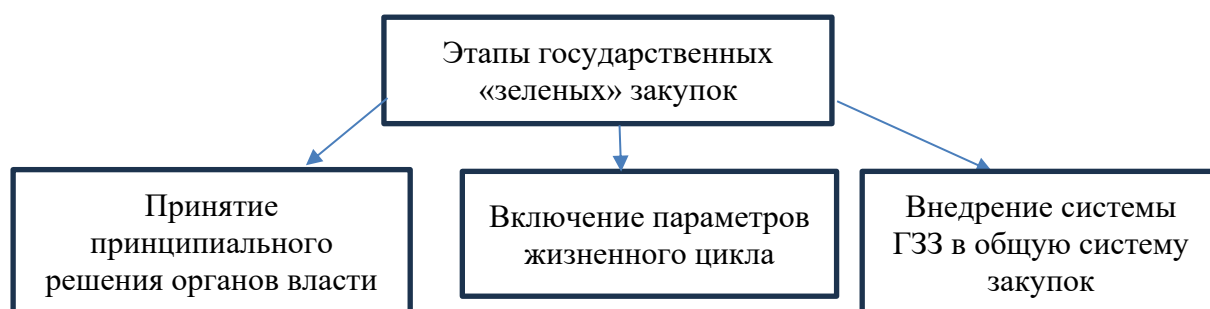 Этапы государственных
«зеленых» закупок
Принятие
принципиального
решения органов власти
Включение параметров
жизненного цикла
Внедрение системы
ГЗЗ в общую систему
закупок